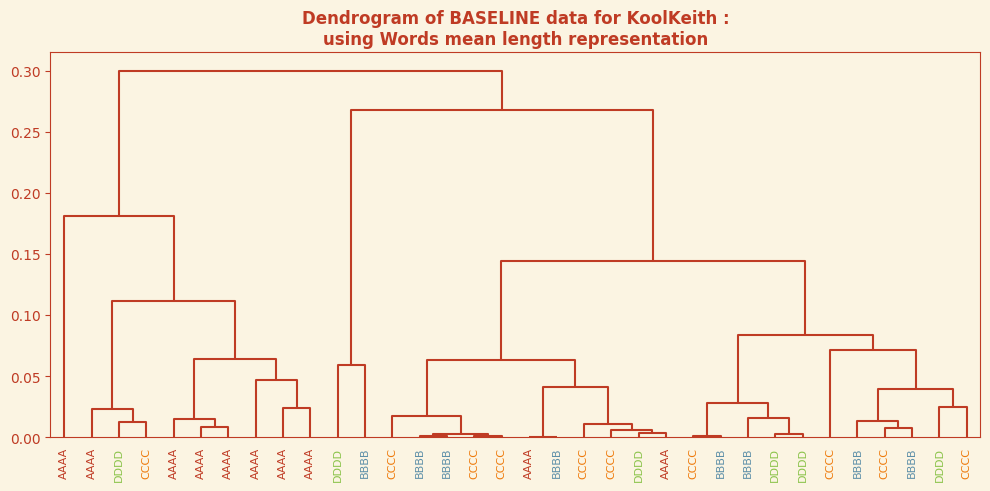 Dendrogram of BASELINE data for KoolKeith :
using Words mean length representation
0.30
0.25
0.20
0.15
0.10
0.05
0.00
AAAA AAAA DDDD CCCC AAAA AAAA AAAA AAAA AAAA AAAA DDDD BBBB CCCC BBBB BBBB CCCC CCCC AAAA BBBB CCCC CCCC DDDD AAAA CCCC BBBB BBBB DDDD DDDD CCCC BBBB CCCC BBBB DDDD CCCC